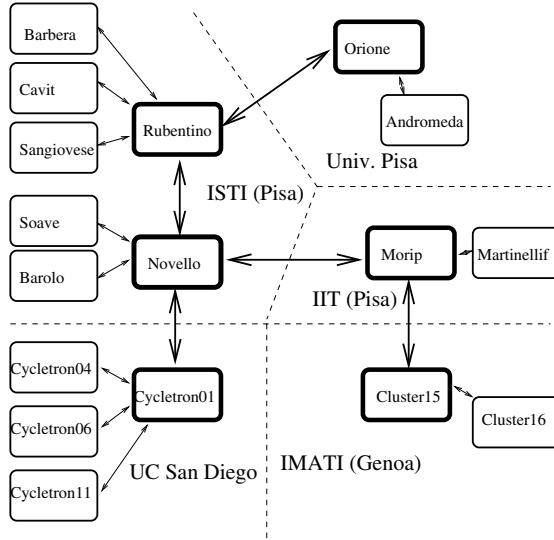 Barbera
Orione
Cavit
Rubentino
Andromeda
Sangiovese
Univ. Pisa
ISTI (Pisa)
Soave
Novello
Morip
Martinellif
Barolo
IIT (Pisa)
Cycletron04
Cycletron01
Cluster15
Cycletron06
Cluster16
UC San Diego
IMATI (Genoa)
Cycletron11